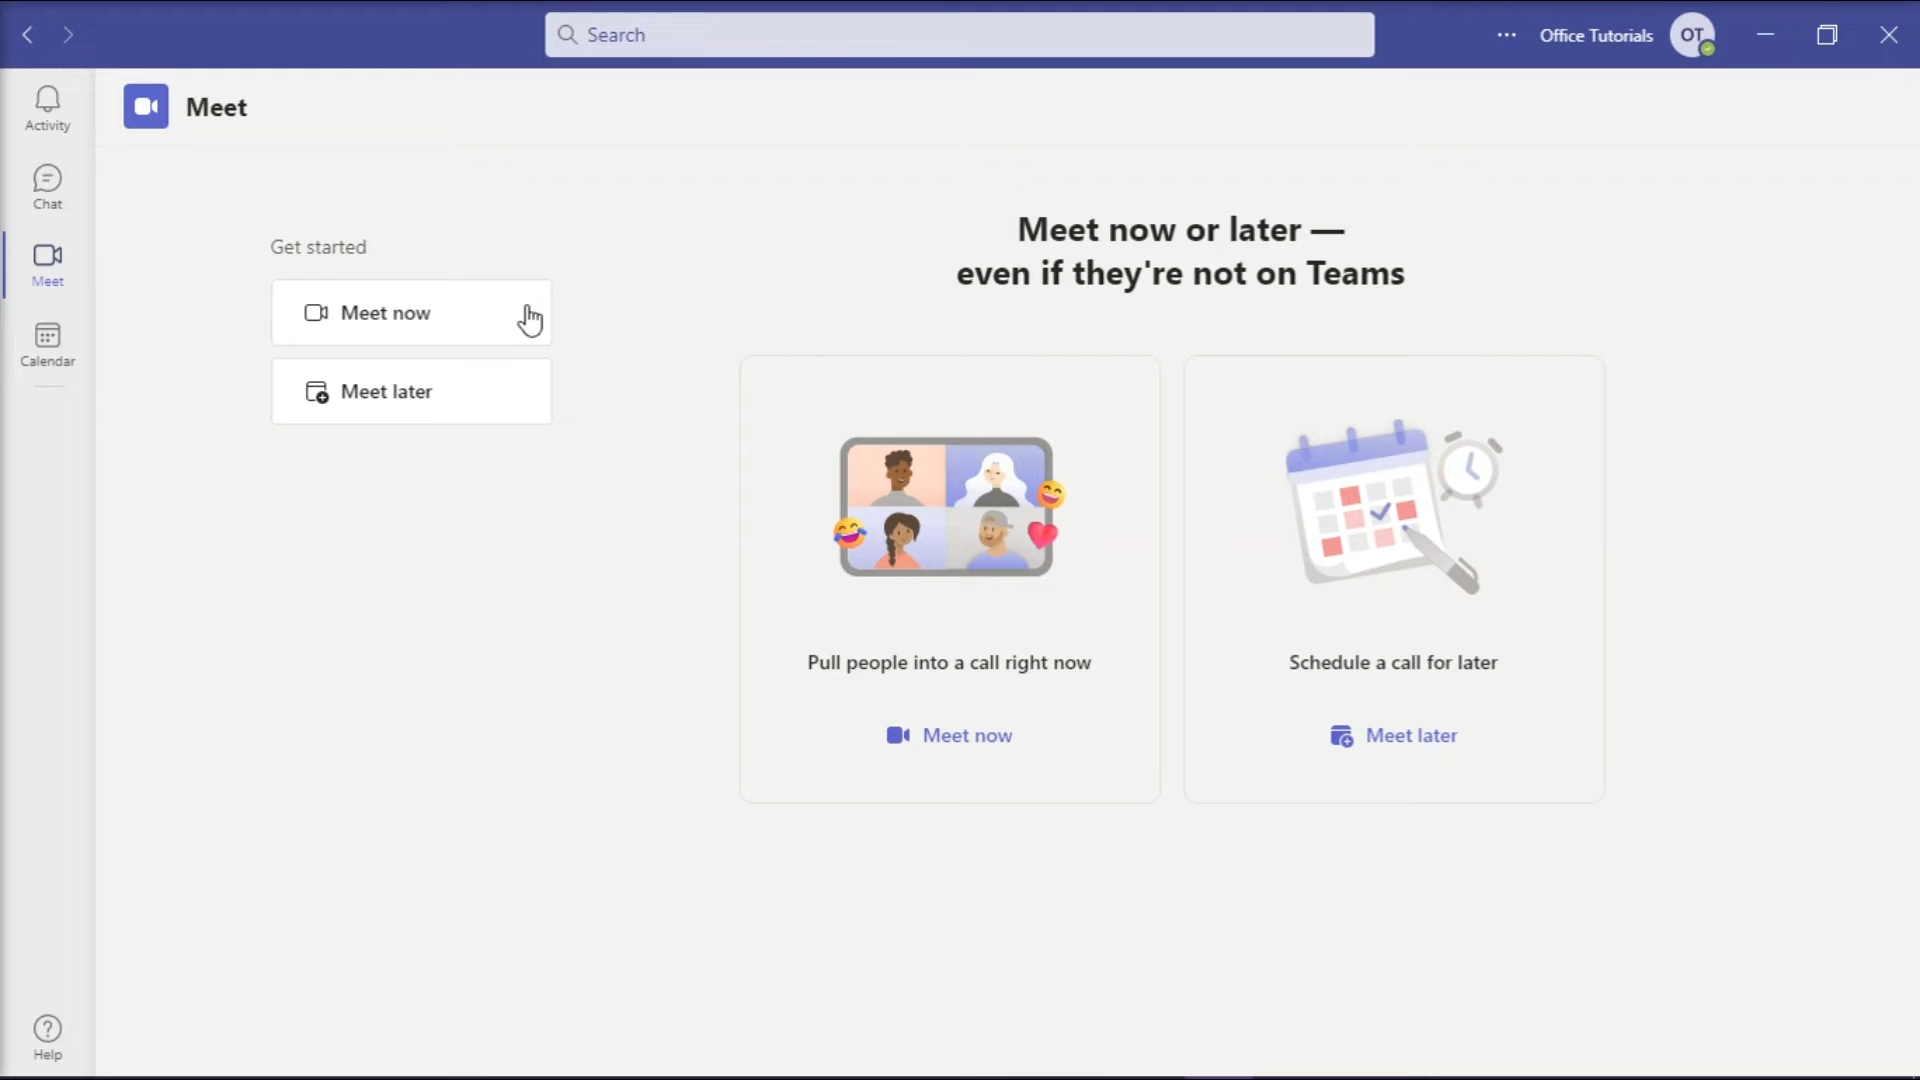 Search
Office Tutorials
OT
Activity
Chat
Meet
Calendar
Help
Meet
Get started
Meet now
Meet later
Meet now or later —
even if they're not on Teams
Pull people into a call right now
Meet now
Schedule a call for later
Meet later